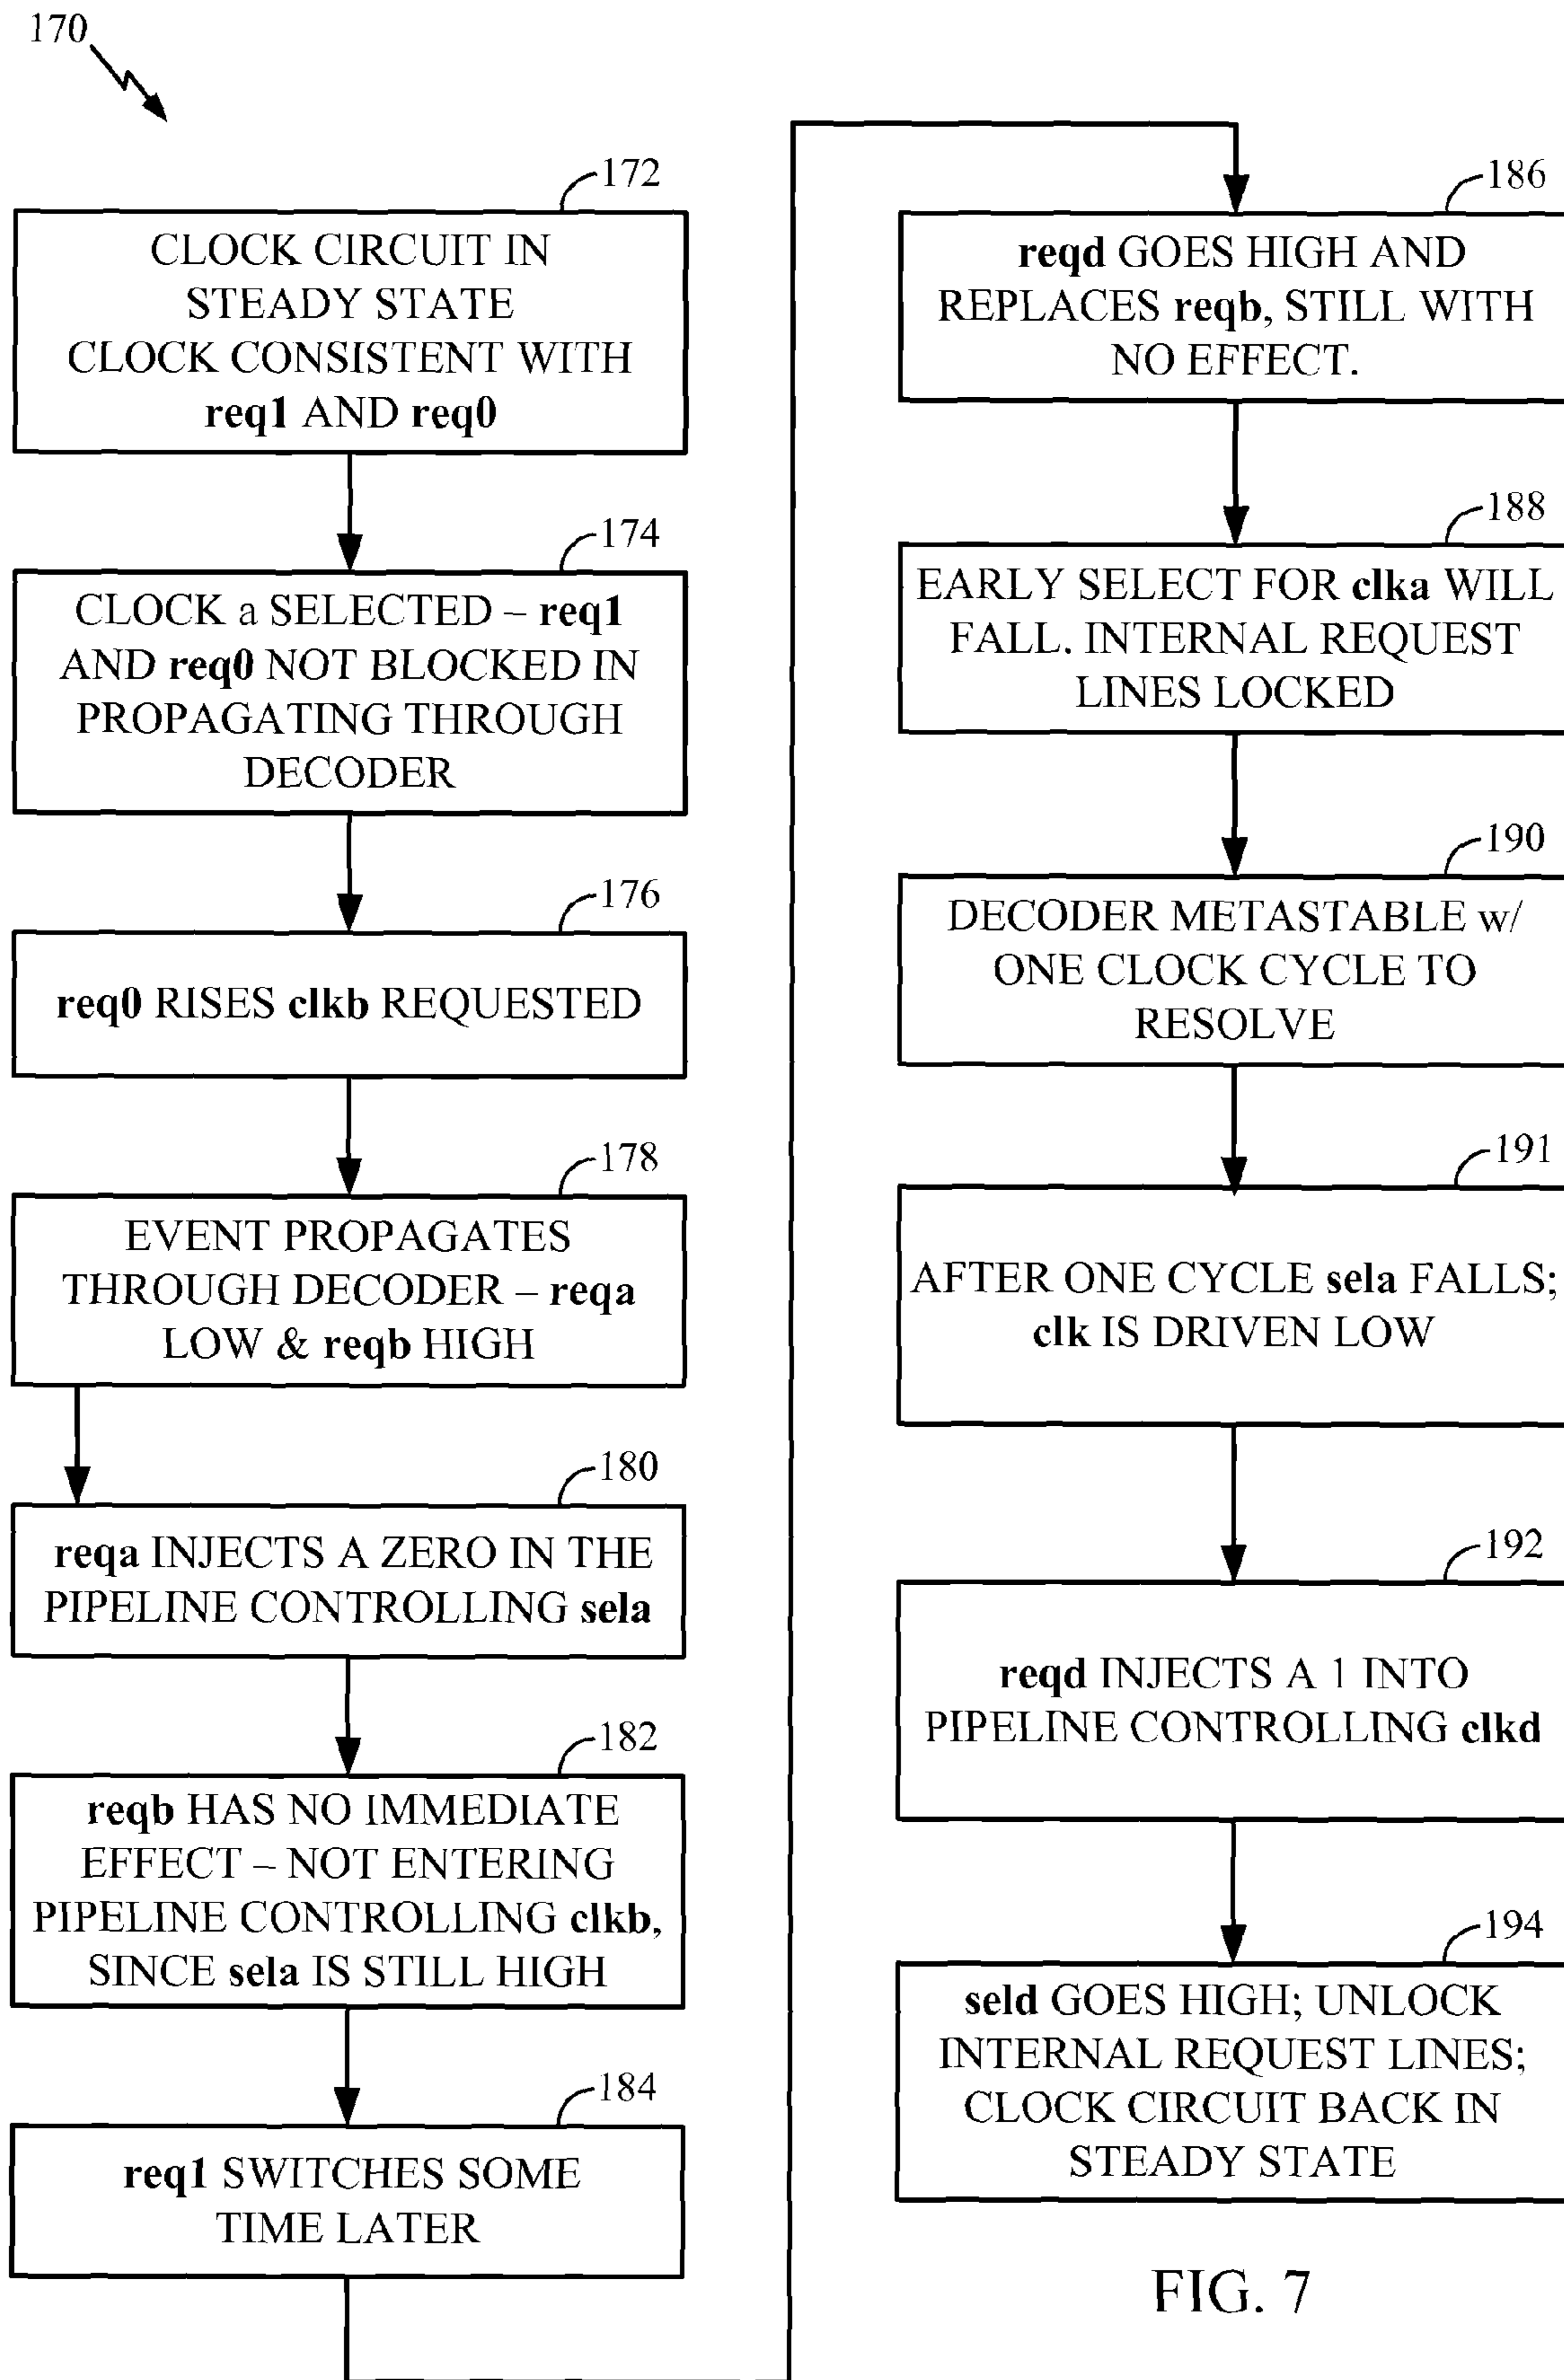 170
172
CLOCK CIRCUIT IN
STEADY STATE
CLOCK CONSISTENT WITH
req1 AND req0
174
CLOCK a SELECTED – req1
AND req0 NOT BLOCKED IN
PROPAGATING THROUGH
DECODER
176
req0 RISES clkb REQUESTED
178
EVENT PROPAGATES
THROUGH DECODER – reqa
LOW & reqb HIGH
180
reqa INJECTS A ZERO IN THE
PIPELINE CONTROLLING sela
182
reqb HAS NO IMMEDIATE
EFFECT – NOT ENTERING
PIPELINE CONTROLLING clkb,
SINCE sela IS STILL HIGH
184
req1 SWITCHES SOME
TIME LATER
186
reqd GOES HIGH AND
REPLACES reqb, STILL WITH
NO EFFECT.
188
EARLY SELECT FOR clka WILL
FALL. INTERNAL REQUEST
LINES LOCKED
190
DECODER METASTABLE w/
ONE CLOCK CYCLE TO
RESOLVE
191
AFTER ONE CYCLE sela FALLS;
clk IS DRIVEN LOW
192
reqd INJECTS A 1 INTO
PIPELINE CONTROLLING clkd
194
seld GOES HIGH; UNLOCK
INTERNAL REQUEST LINES;
CLOCK CIRCUIT BACK IN
STEADY STATE
FIG. 7